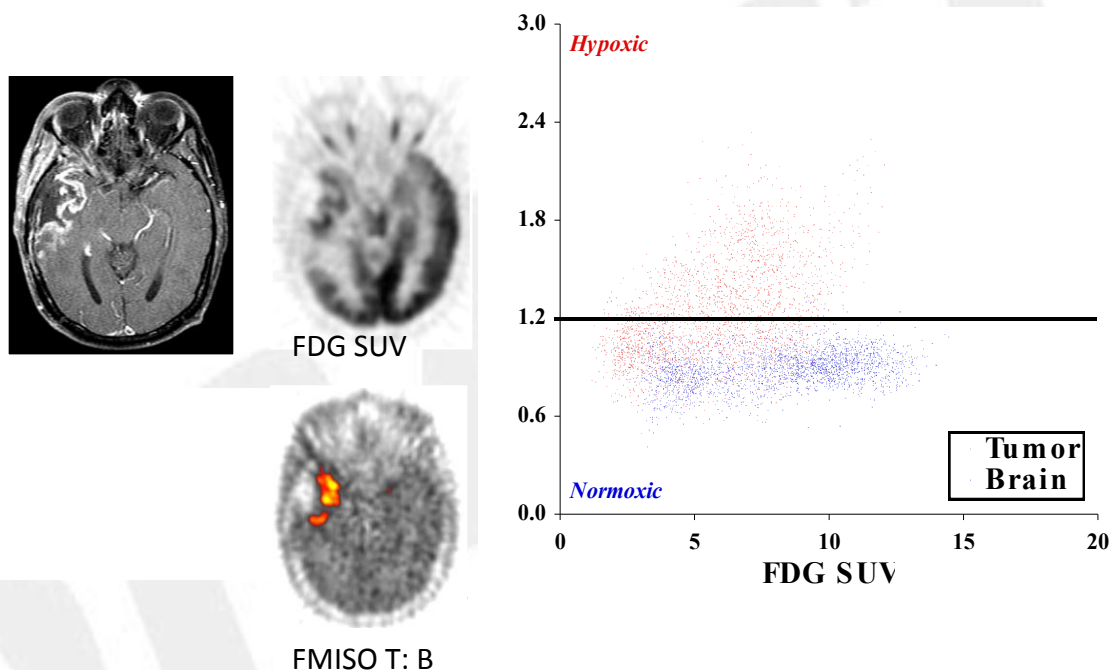 FDG SUV
FMISO T: B
3.0
Hypoxic
2.4
1.8
1.2
0.6
Tumor
Brain
Normoxic
0.0
0
5
10
15
20
FDG SUV